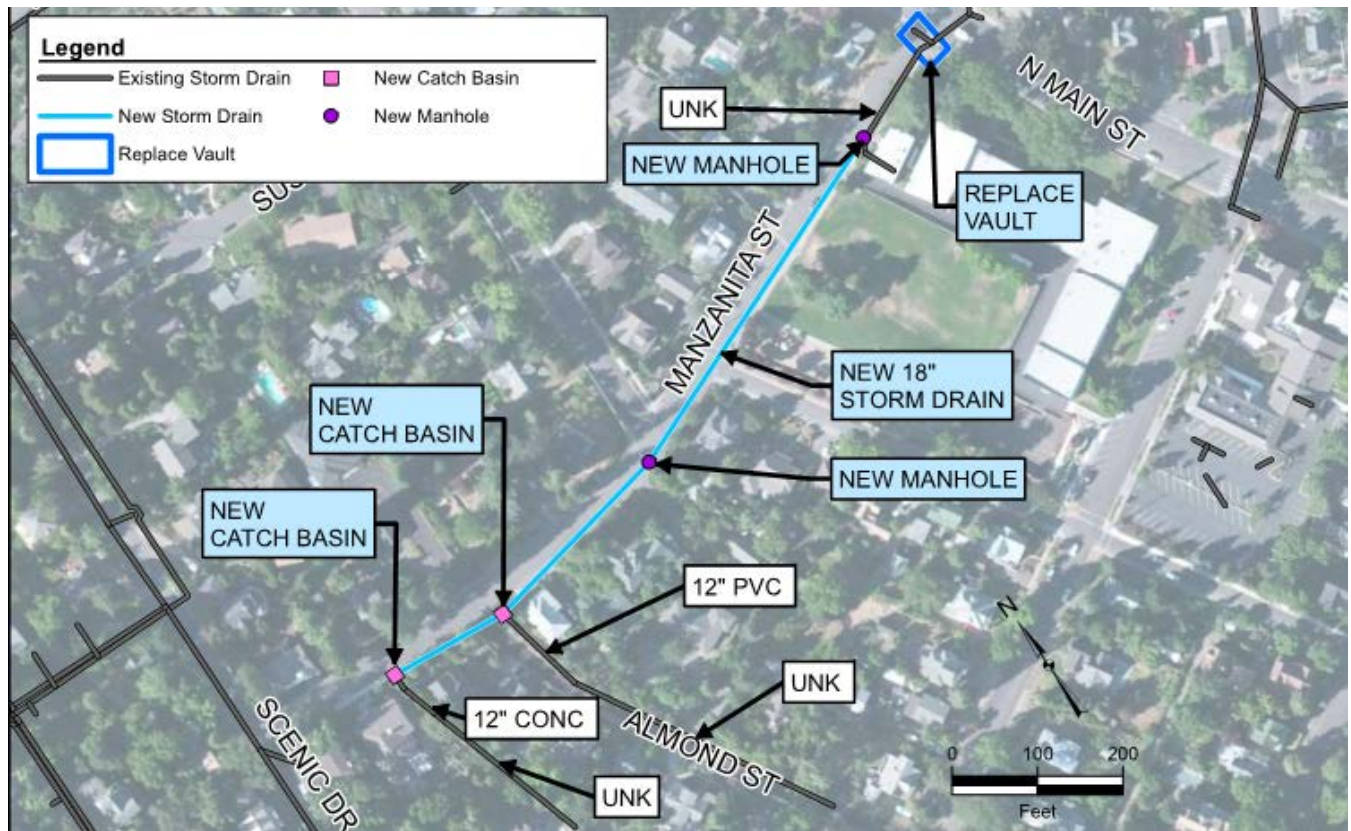 Legend
Existing Storm Drain
New Catch Basin
New Storm Drain
New Manhole
Replace Vault
SUS
UNK
NEW MANHOLE
N MAIN ST
REPLACE
VAULT
MANZANITA ST
NEW 18"
STORM DRAIN
NEW
CATCH BASIN
NEW MANHOLE
NEW
CATCH BASIN
12" PVC
UNK
12" CONC
ALMOND ST
UNK
SCENIC DR
N
0 100 200
Feet